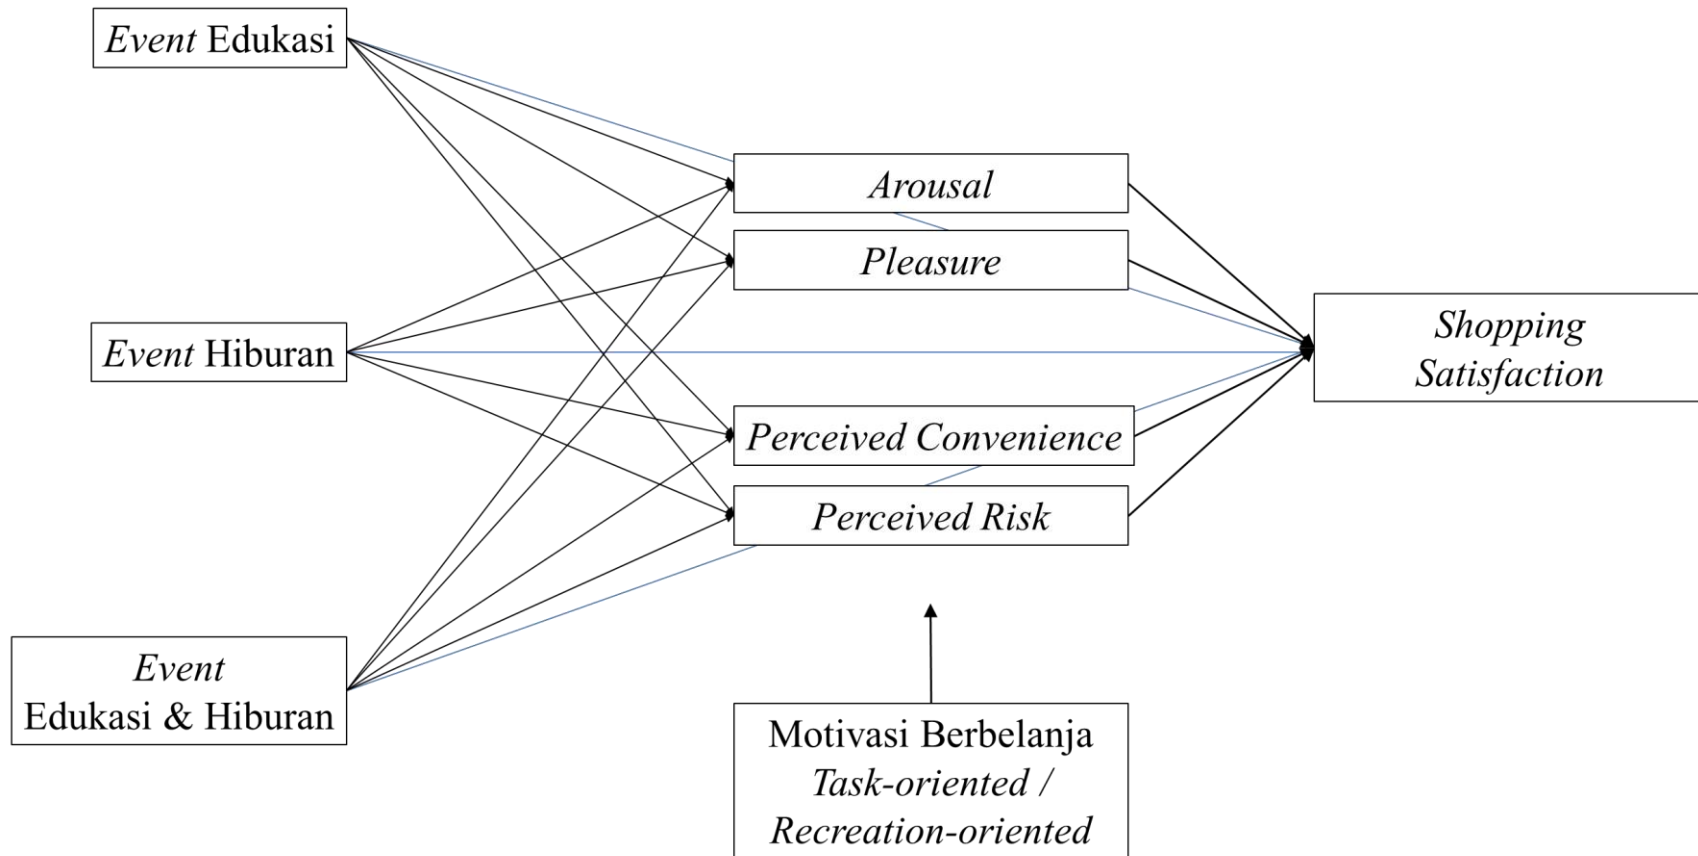 Event Edukasi
Arousal
Pleasure
Event Hiburan
Shopping
Satisfaction
Perceived Convenience
Perceived Risk
Event
Edukasi & Hiburan
Motivasi Berbelanja
Task-oriented /
Recreation-oriented